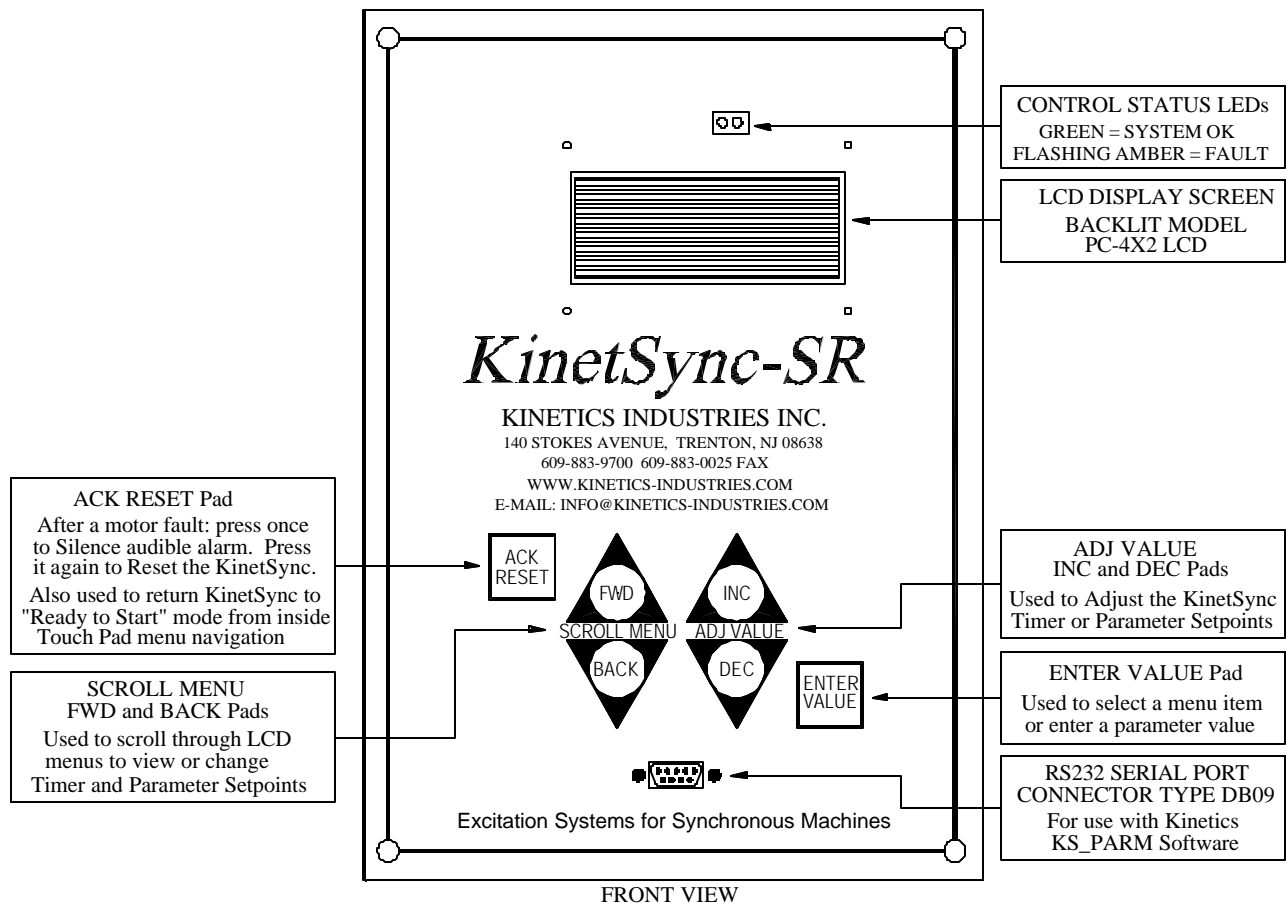 CONTROL STATUS LEDs
GREEN = SYSTEM OK
FLASHING AMBER = FAULT
LCD DISPLAY SCREEN
BACKLIT MODEL
PC-4X2 LCD
KinetSync-SR
KINETICS INDUSTRIES INC.
140 STOKES AVENUE, TRENTON, NJ 08638
609-883-9700 609-883-0025 FAX
WWW.KINETICS-INDUSTRIES.COM
E-MAIL: INFO@KINETICS-INDUSTRIES.COM
ACK RESET Pad
After a motor fault: press once
to Silence audible alarm. Press
it again to Reset the KinetSync.
Also used to return KinetSync to
"Ready to Start" mode from inside
Touch Pad menu navigation
SCROLL MENU
FWD and BACK Pads
Used to scroll through LCD
menus to view or change
Timer and Parameter Setpoints
ACK
RESET
FWD
INC
SCROLL MENU
ADJ VALUE
BACK
DEC
ENTER
VALUE
ADJ VALUE
INC and DEC Pads
Used to Adjust the KinetSync
Timer or Parameter Setpoints
ENTER VALUE Pad
Used to select a menu item
or enter a parameter value
RS232 SERIAL PORT
CONNECTOR TYPE DB09
For use with Kinetics
KS_PARM Software
Excitation Systems for Synchronous Machines
FRONT VIEW